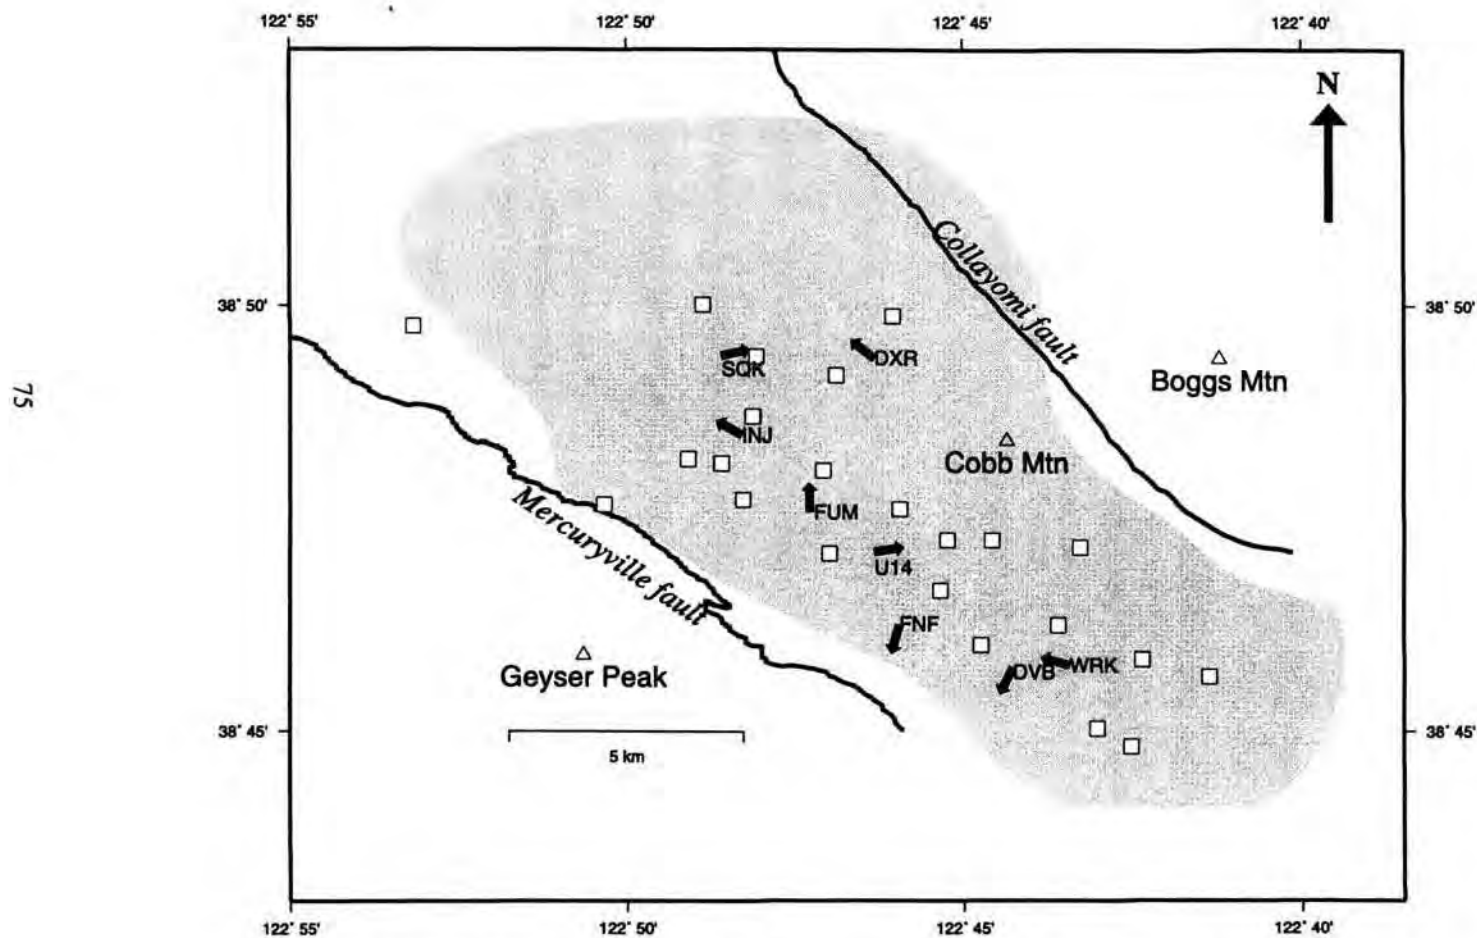 122° 55'
122° 50'
122° 45'
122° 40'
N
38° 50'
38° 50'
Collayomi fault
SQK
DXR
Boggs Mtn
75
INJ
Cobb Mtn
Mercuryville fault
FUM
U14
FNF
Geyser Peak
DVB
WRK
38° 45'
38° 45'
5 km
122° 55'
122° 50'
122° 45'
122° 40'